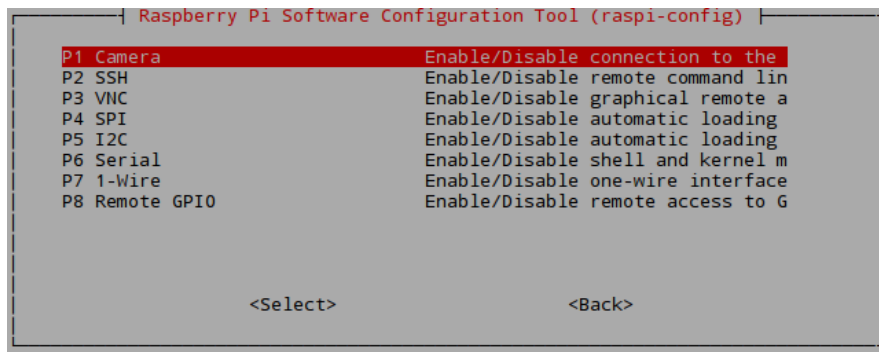 Raspberry Pi Software Configuration Tool (raspi-config)
P1 Camera Enable/Disable connection to the
P2 SSH Enable/Disable remote command lin
P3 VNC Enable/Disable graphical remote a
P4 SPI Enable/Disable automatic loading
P5 I2C Enable/Disable automatic loading
P6 Serial Enable/Disable shell and kernel m
P7 1-Wire Enable/Disable one-wire interface
P8 Remote GPIO Enable/Disable remote access to G
<Select> <Back>